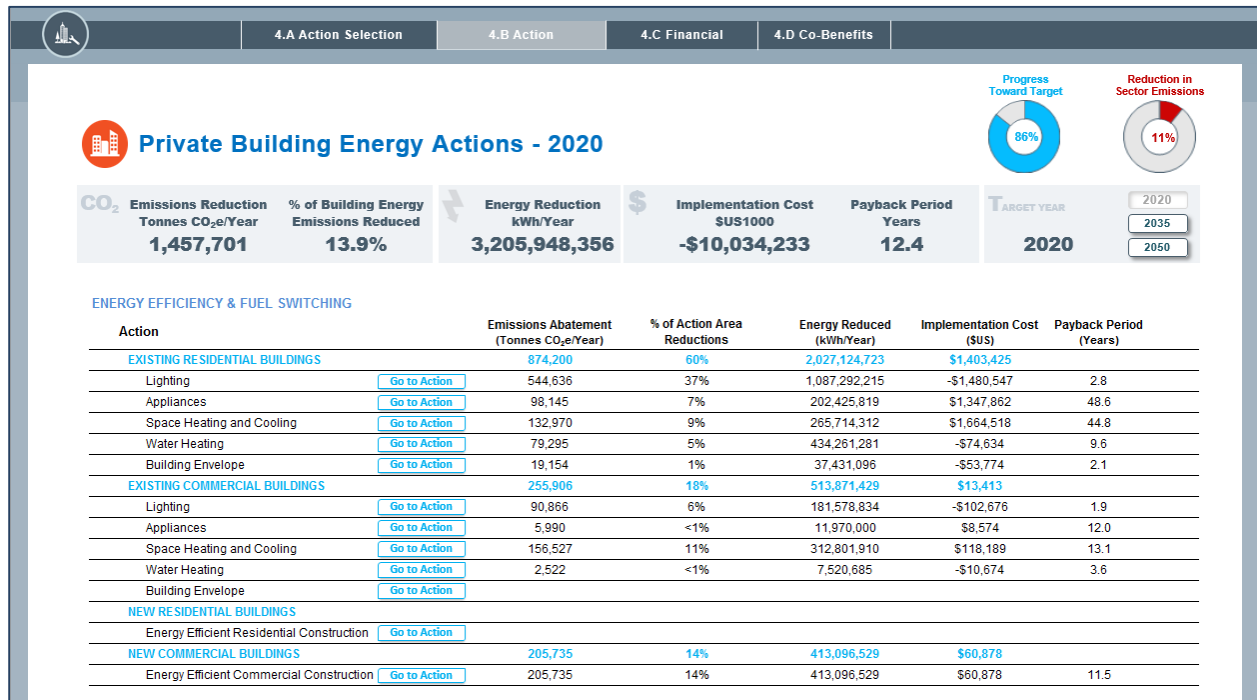 4.A Action Selection 4.B Action 4.C Financial 4.D Co-Benefits
Progress Toward Target
86%
Reduction in Sector Emissions
11%
Private Building Energy Actions - 2020
CO₂
Emissions Reduction Tonnes CO₂e/Year
1,457,701
% of Building Energy Emissions Reduced
13.9%
Energy Reduction kWh/Year
3,205,948,356
$
Implementation Cost $US1000
-$10,034,233
Payback Period Years
12.4
TARGET YEAR
2020
2020
2035
2050
ENERGY EFFICIENCY & FUEL SWITCHING
Action Emissions Abatement (Tonnes CO₂e/Year) % of Action Area Reductions Energy Reduced (kWh/Year) Implementation Cost ($US) Payback Period (Years)
EXISTING RESIDENTIAL BUILDINGS 874,200 60% 2,027,124,723 $1,403,425
Lighting Go to Action 544,636 37% 1,087,292,215 -$1,480,547 2.8
Appliances Go to Action 98,145 7% 202,425,819 $1,347,862 48.6
Space Heating and Cooling Go to Action 132,970 9% 265,714,312 $1,664,518 44.8
Water Heating Go to Action 79,295 5% 434,261,281 -$74,634 9.6
Building Envelope Go to Action 19,154 1% 37,431,096 -$53,774 2.1
EXISTING COMMERCIAL BUILDINGS 255,906 18% 513,871,429 $13,413
Lighting Go to Action 90,866 6% 181,578,834 -$102,676 1.9
Appliances Go to Action 5,990 <1% 11,970,000 $8,574 12.0
Space Heating and Cooling Go to Action 156,527 11% 312,801,910 $118,189 13.1
Water Heating Go to Action 2,522 <1% 7,520,685 -$10,674 3.6
Building Envelope Go to Action
NEW RESIDENTIAL BUILDINGS
Energy Efficient Residential Construction Go to Action
NEW COMMERCIAL BUILDINGS 205,735 14% 413,096,529 $60,878
Energy Efficient Commercial Construction Go to Action 205,735 14% 413,096,529 $60,878 11.5